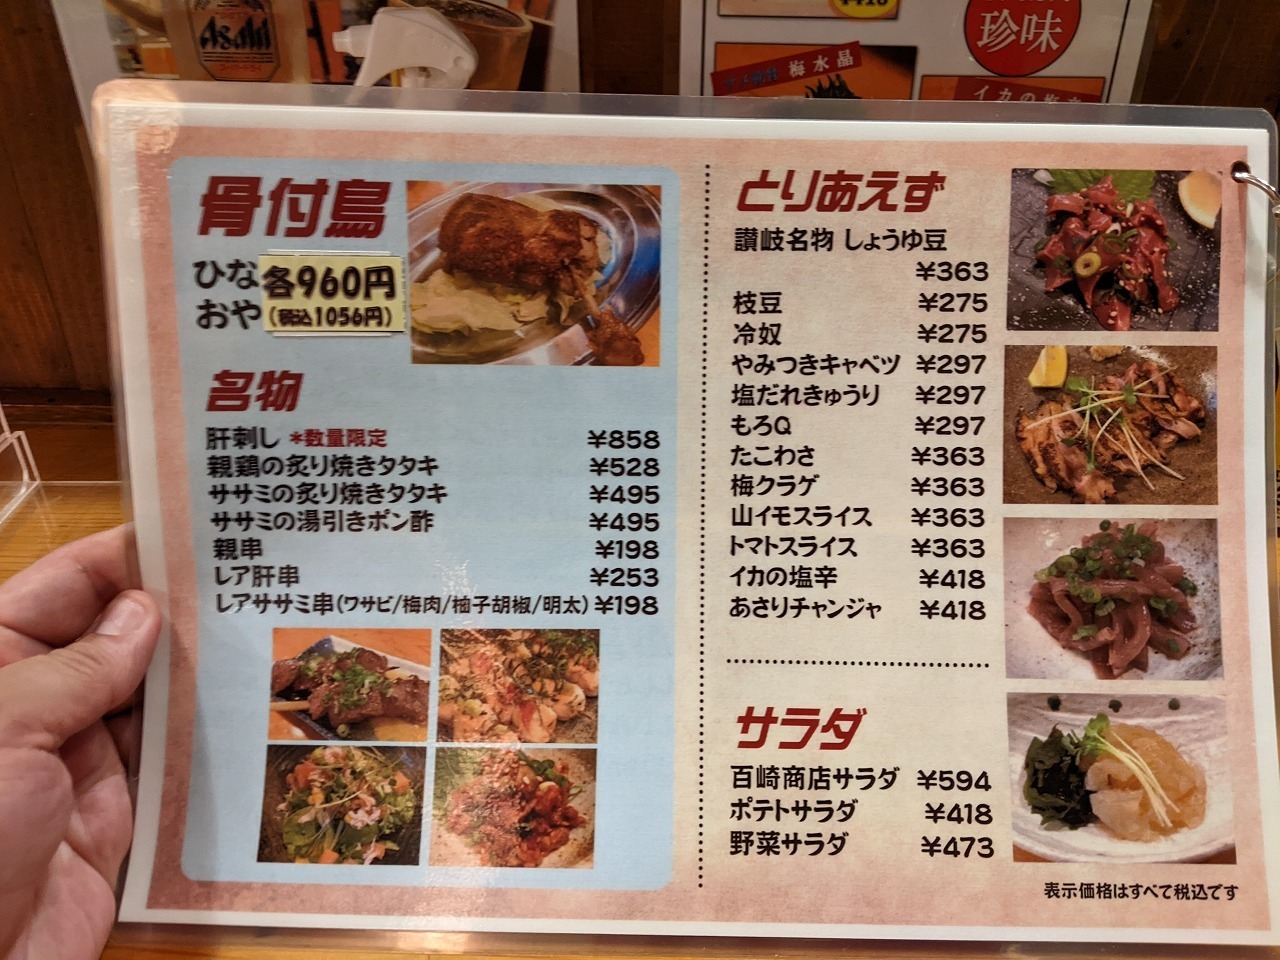 Asahi
珍味
梅水晶
骨付鳥
ひな
おや
各960円
(税込1056円)
名物
肝刺し *数量限定 ¥858
親鶏の炙り焼きタタキ ¥528
ササミの炙り焼きタタキ ¥495
ササミの湯引きポン酢 ¥495
親串 ¥198
レア肝串 ¥253
レアササミ串(ワサビ/梅肉/柚子胡椒/明太) ¥198
とりあえず
讃岐名物 しょうゆ豆
¥363
枝豆 ¥275
冷奴 ¥275
やみつきキャベツ ¥297
塩だれきゅうり ¥297
もろQ ¥297
たこわさ ¥363
梅クラゲ ¥363
山イモスライス ¥363
トマトスライス ¥363
イカの塩辛 ¥418
あさりチャンジャ ¥418
サラダ
百崎商店サラダ ¥594
ポテトサラダ ¥418
野菜サラダ ¥473
表示価格はすべて税込です